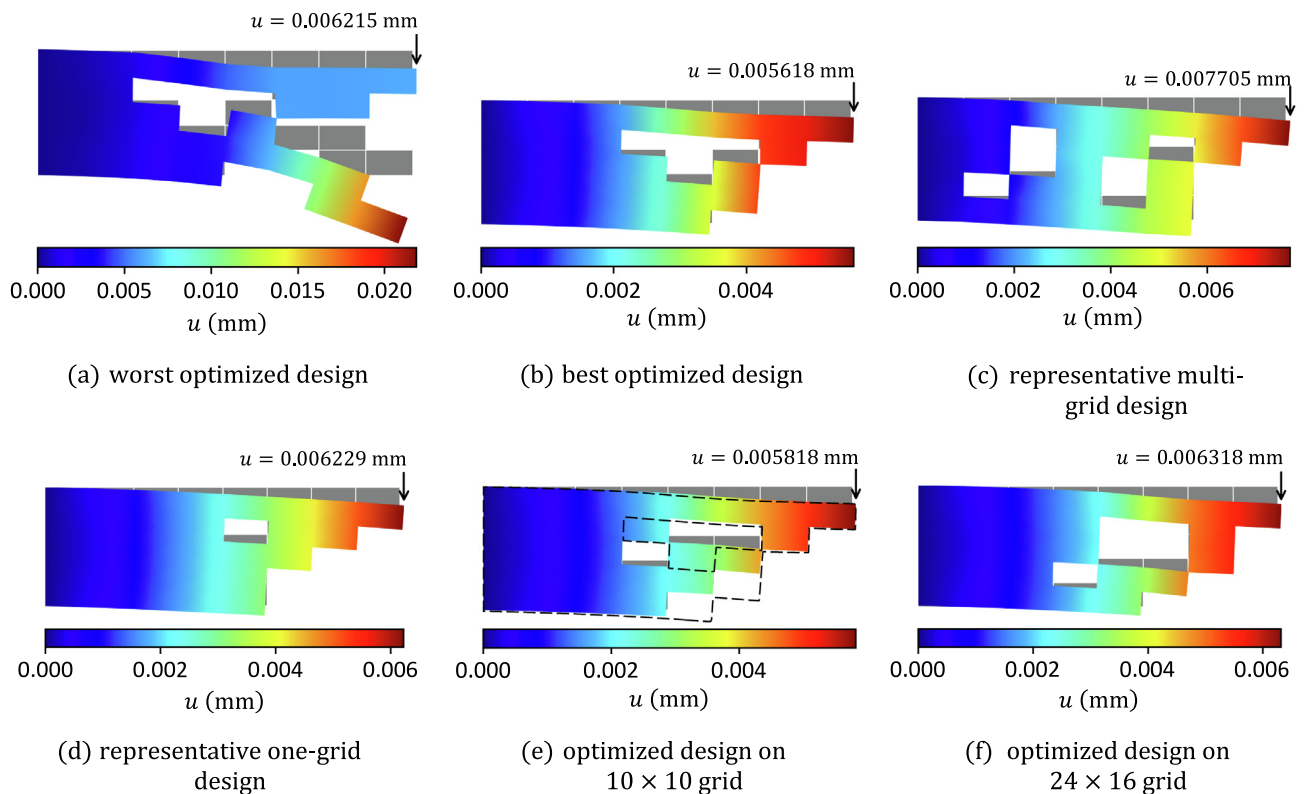 u = 0.006215 mm
u = 0.005618 mm
u = 0.007705 mm
0.000 0.005 0.010 0.015 0.020
u (mm)
0.000 0.002 0.004
u (mm)
0.000 0.002 0.004 0.006
u (mm)
(a) worst optimized design
(b) best optimized design
(c) representative multi-
grid design
u = 0.006229 mm
u = 0.005818 mm
u = 0.006318 mm
0.000 0.002 0.004 0.006
u (mm)
0.000 0.002 0.004
u (mm)
0.000 0.002 0.004 0.006
u (mm)
(d) representative one-grid
design
(e) optimized design on
10 × 10 grid
(f) optimized design on
24 × 16 grid